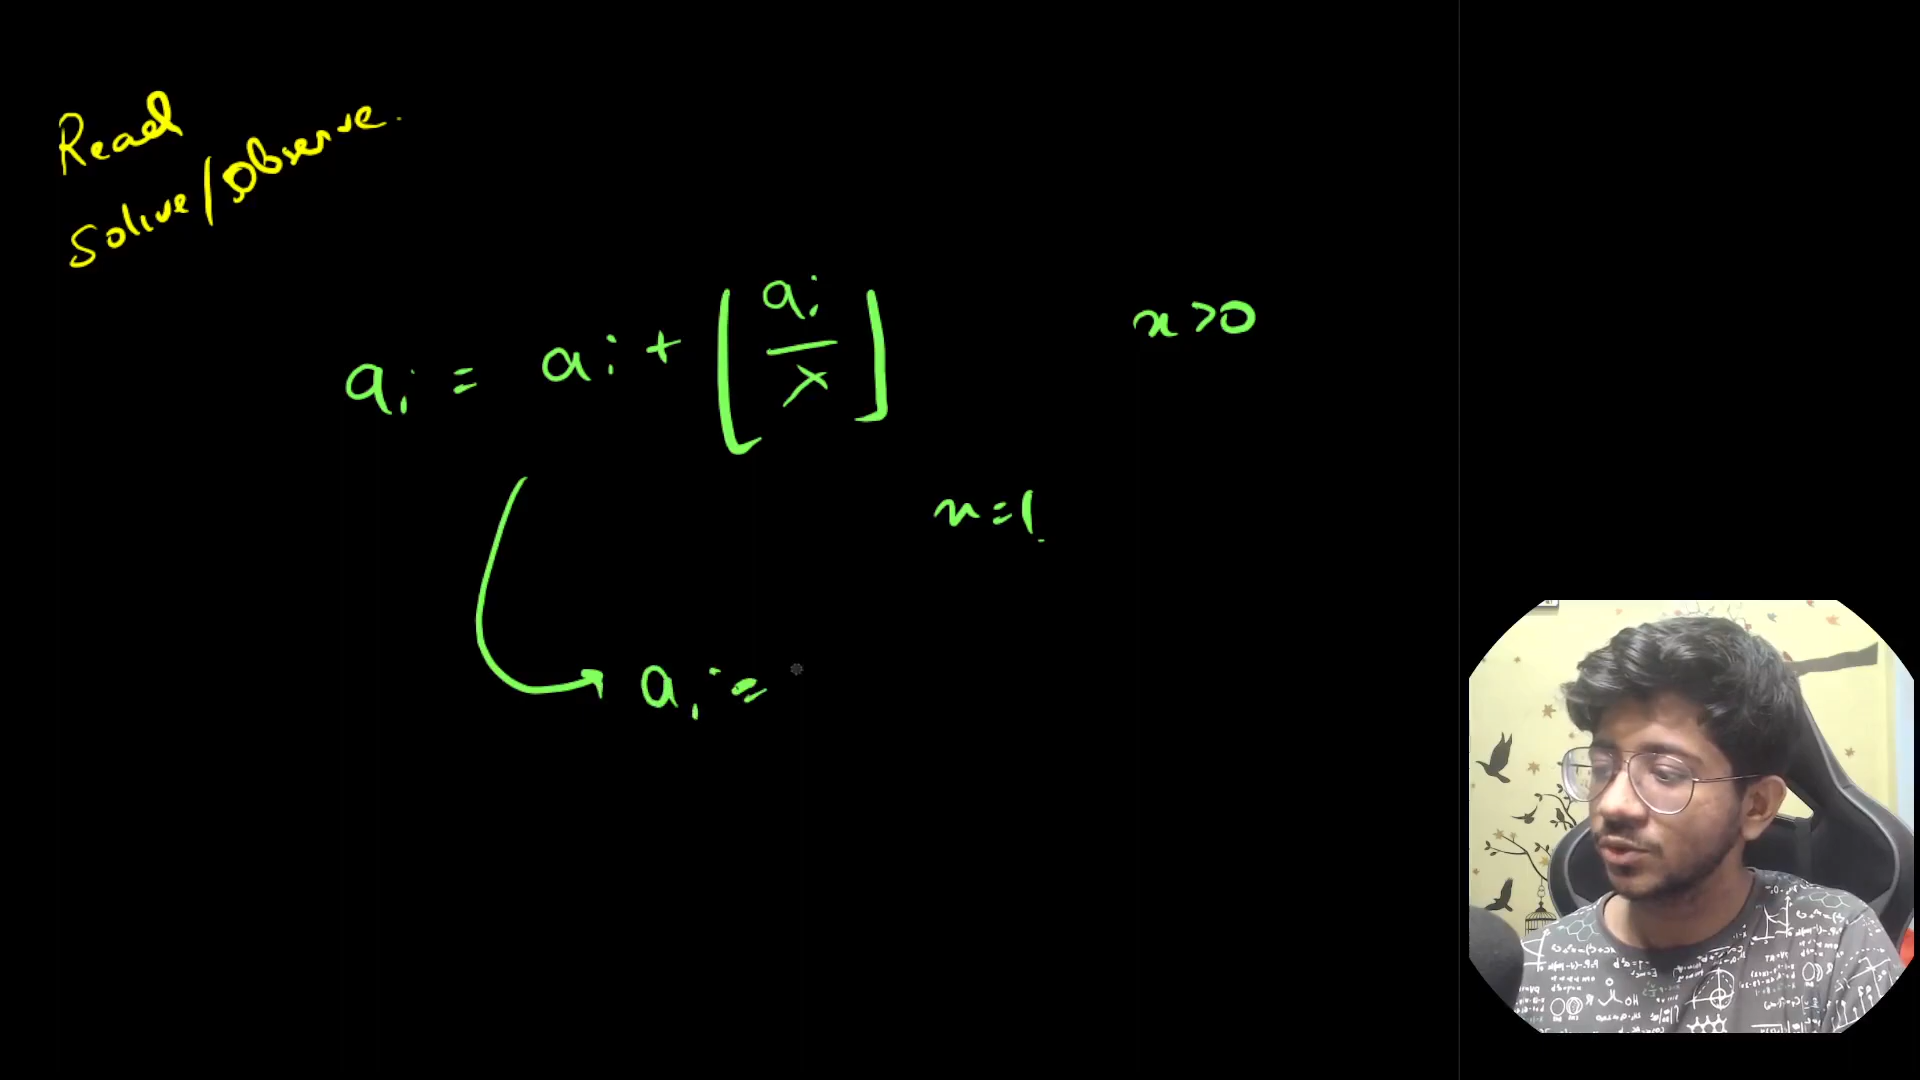 Read
Solve/Observe.
aᵢ = aᵢ + ⌊aᵢ/x⌋
x>0
x=1
aᵢ =